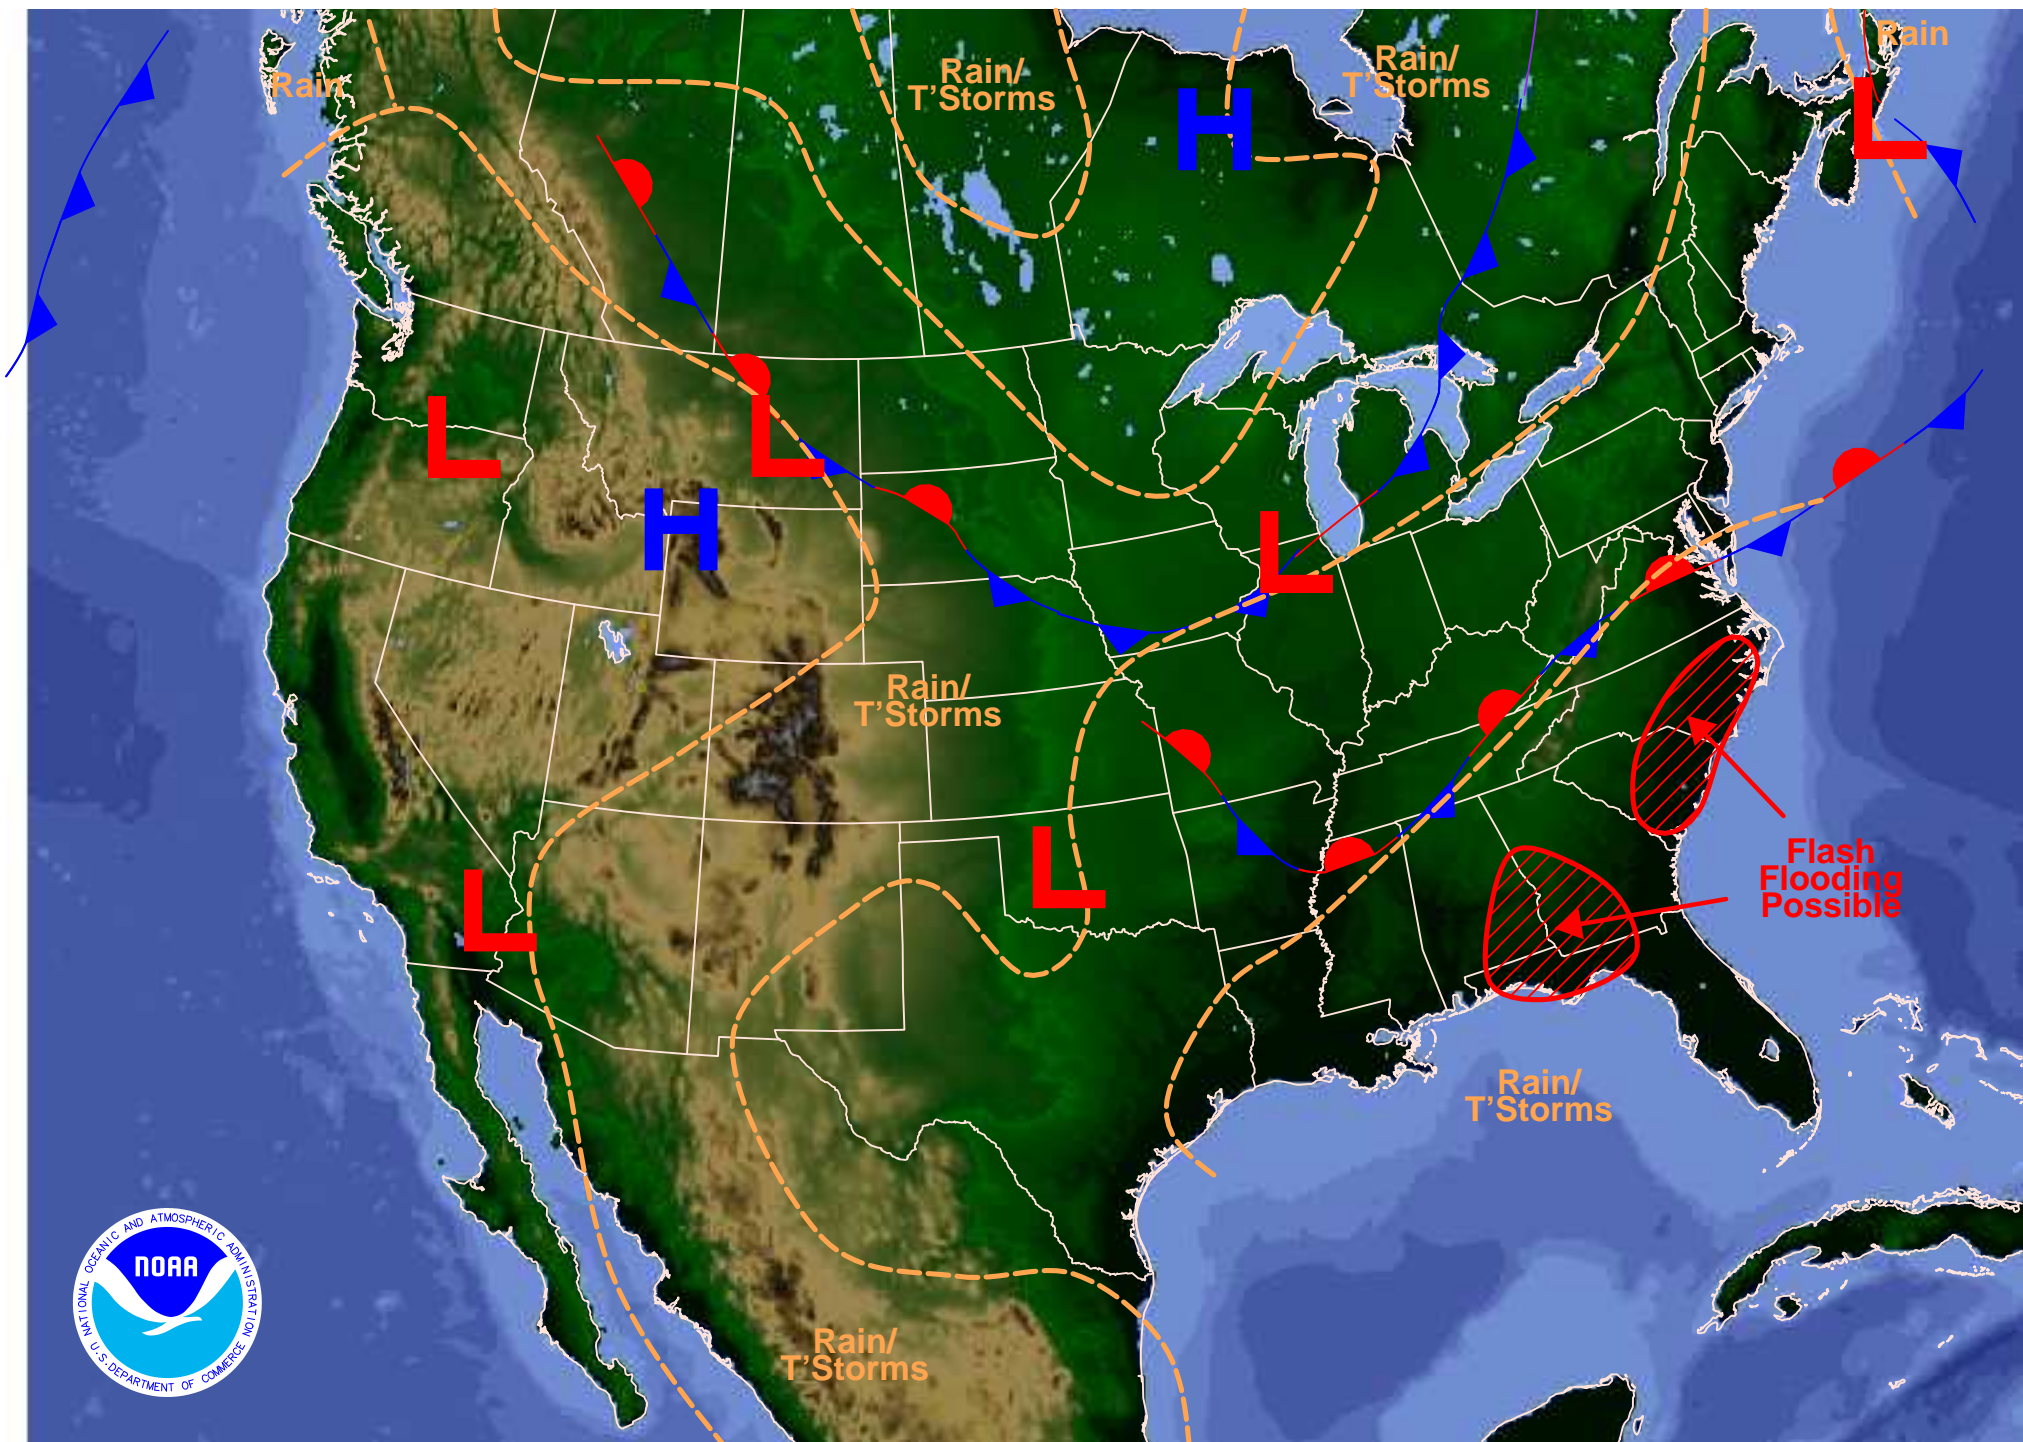 Rain
Rain/
T'Storms
Rain/
T'Storms
Rain
H
L
L
L
H
L
Rain/
T'Storms
L
L
Flash
Flooding
Possible
Rain/
T'Storms
Rain/
T'Storms
NATIONAL OCEANIC AND ATMOSPHERIC ADMINISTRATION
NOAA
U.S. DEPARTMENT OF COMMERCE